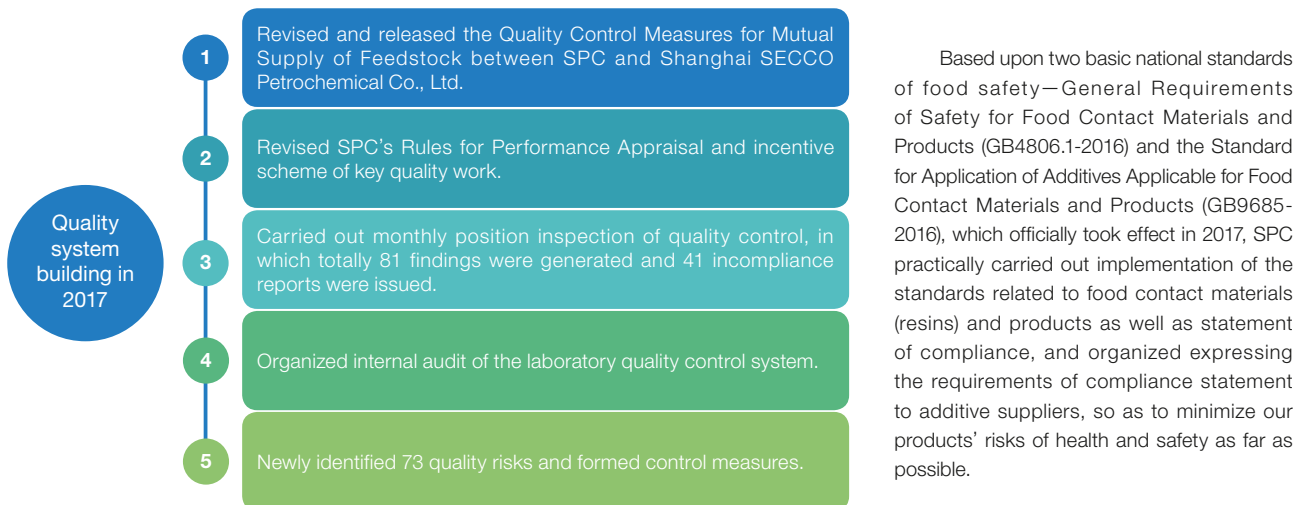 Quality
system
building in
2017
1
Revised and released the Quality Control Measures for Mutual
Supply of Feedstock between SPC and Shanghai SECCO
Petrochemical Co., Ltd.
2
Revised SPC's Rules for Performance Appraisal and incentive
scheme of key quality work.
3
Carried out monthly position inspection of quality control, in
which totally 81 findings were generated and 41 incompliance
reports were issued.
4
Organized internal audit of the laboratory quality control system.
5
Newly identified 73 quality risks and formed control measures.
Based upon two basic national standards
of food safety—General Requirements
of Safety for Food Contact Materials and
Products (GB4806.1-2016) and the Standard
for Application of Additives Applicable for Food
Contact Materials and Products (GB9685-
2016), which officially took effect in 2017, SPC
practically carried out implementation of the
standards related to food contact materials
(resins) and products as well as statement
of compliance, and organized expressing
the requirements of compliance statement
to additive suppliers, so as to minimize our
products' risks of health and safety as far as
possible.